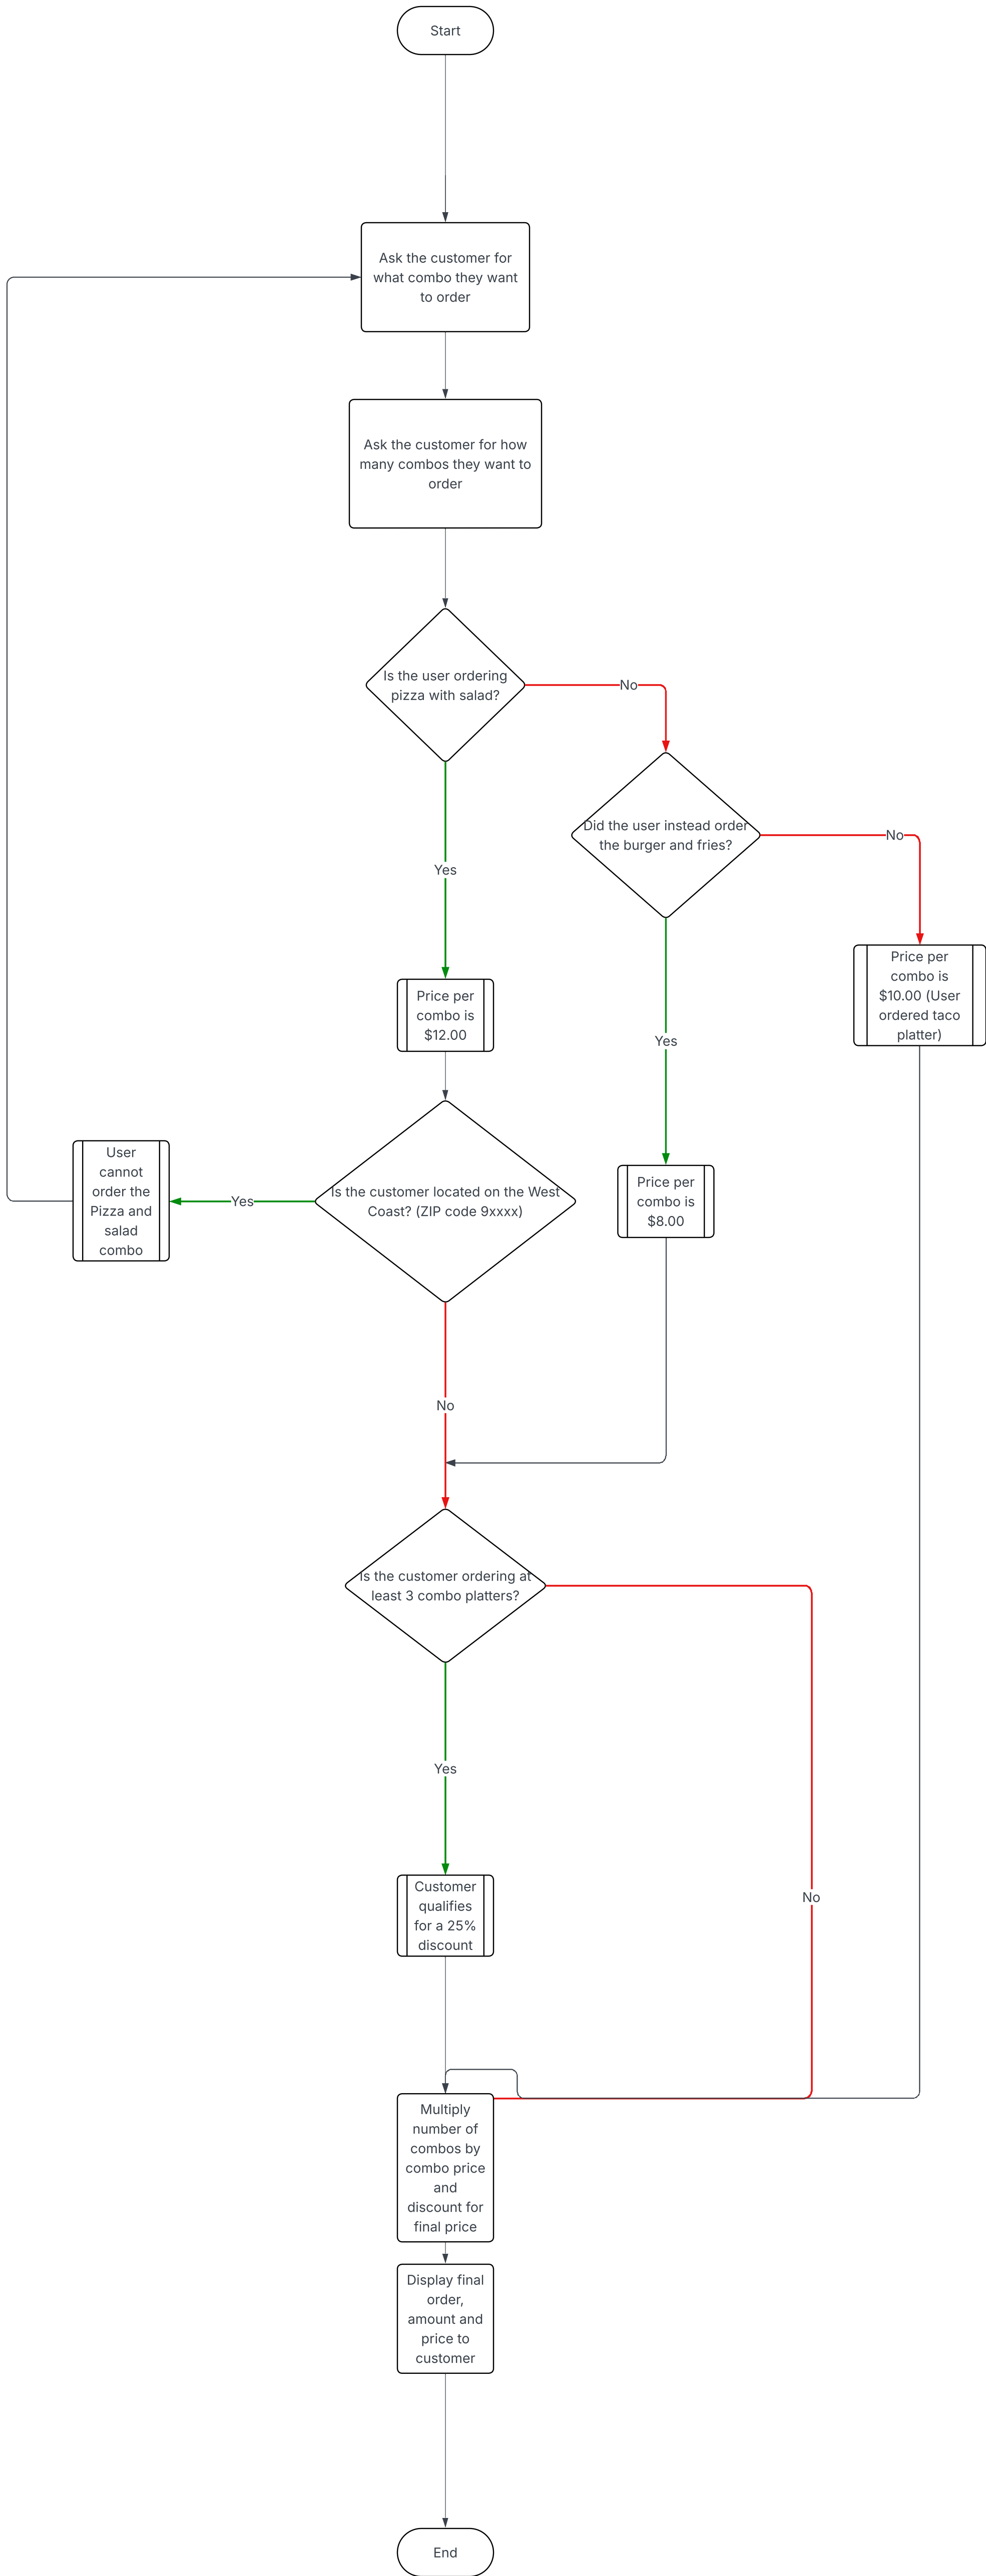 Start
Ask the customer for
what combo they want
to order
Ask the customer for how
many combos they want to
order
Is the user ordering
pizza with salad?
No
Did the user instead order
the burger and fries?
No
Yes
Price per
combo is
$10.00 (User
ordered taco
platter)
Price per
combo is
$12.00
Yes
User
cannot
order the
Pizza and
salad
combo
Yes
Is the customer located on the West
Coast? (ZIP code 9xxxx)
Price per
combo is
$8.00
No
Is the customer ordering at
least 3 combo platters?
Yes
Customer
qualifies
for a 25%
discount
No
Multiply
number of
combos by
combo price
and
discount for
final price
Display final
order,
amount and
price to
customer
End